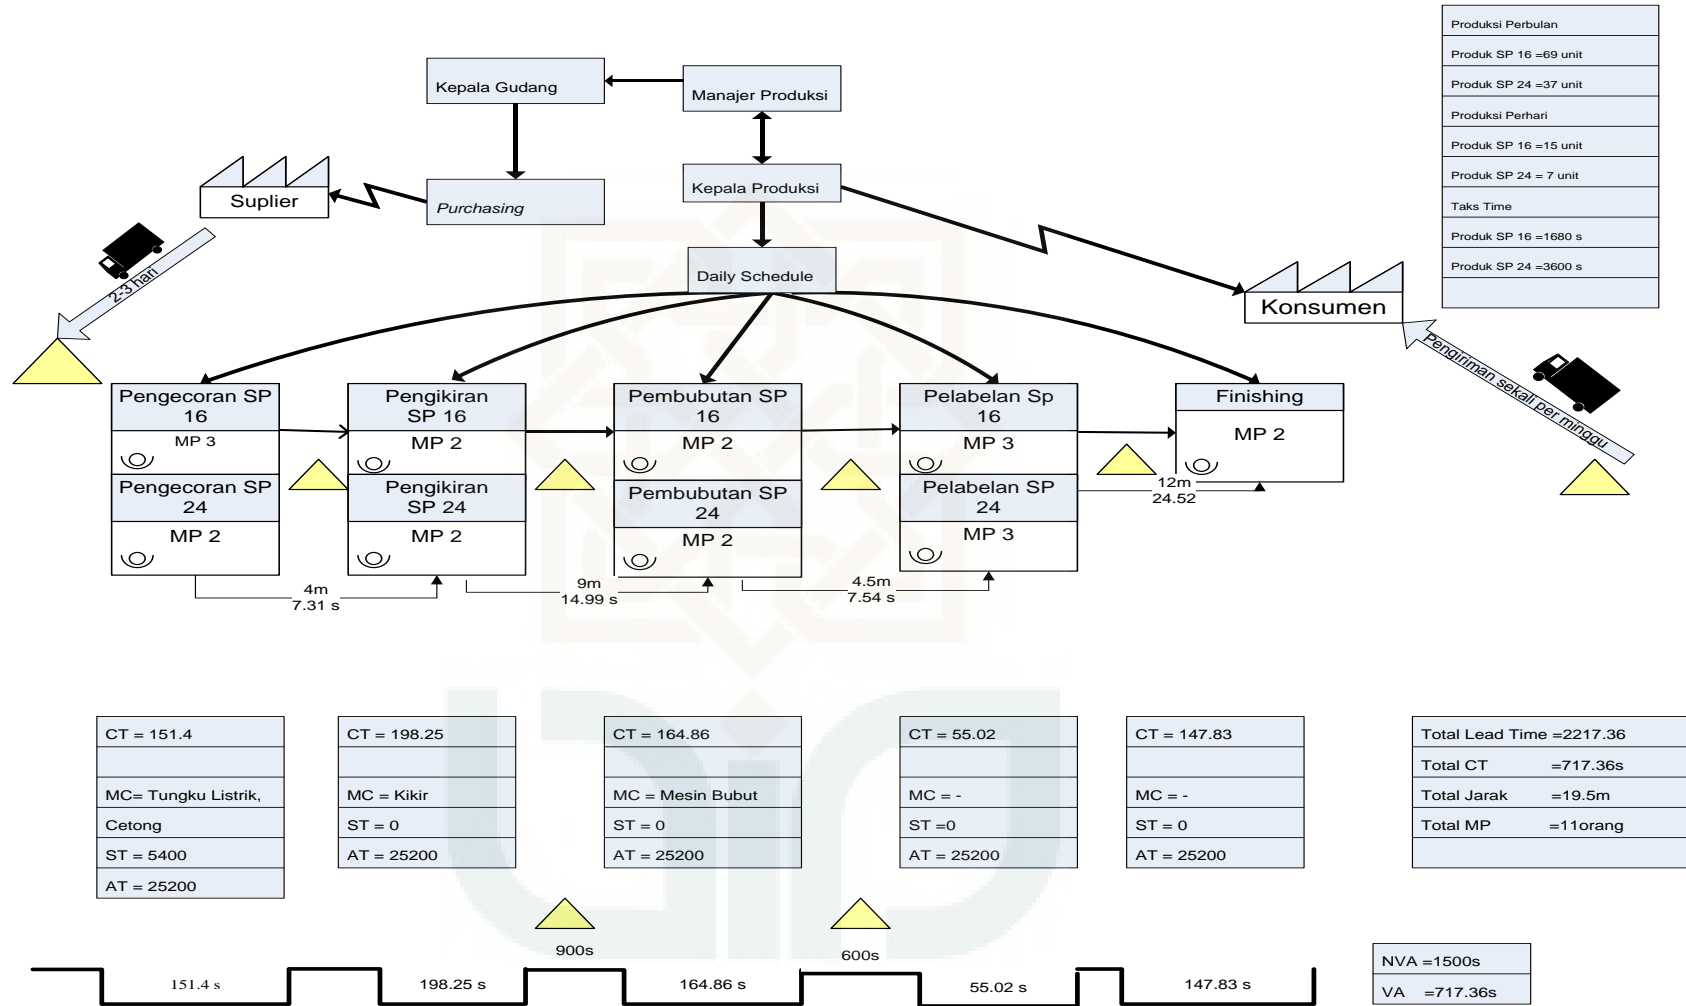 Produksi Perbulan
Produk SP 16 =69 unit
Produk SP 24 =37 unit
Produksi Perhari
Produk SP 16 =15 unit
Produk SP 24 = 7 unit
Taks Time
Produk SP 16 =1680 s
Produk SP 24 =3600 s
Kepala Gudang
Manajer Produksi
Suplier
Purchasing
Kepala Produksi
2-3 hari
Daily Schedule
Konsumen
Pengiriman sekali per minggu
Pengecoran SP
16
MP 3
Pengecoran SP
24
MP 2
Pengikiran
SP 16
MP 2
Pengikiran
SP 24
MP 2
Pembubutan SP
16
MP 2
Pembubutan SP
24
MP 2
Pelabelan Sp
16
MP 3
Pelabelan SP
24
MP 3
Finishing
MP 2
4m
7.31 s
9m
14.99 s
4.5m
7.54 s
12m
24.52
CT = 151.4
MC= Tungku Listrik,
Cetong
ST = 5400
AT = 25200
CT = 198.25
MC = Kikir
ST = 0
AT = 25200
CT = 164.86
MC = Mesin Bubut
ST = 0
AT = 25200
CT = 55.02
MC = -
ST =0
AT = 25200
CT = 147.83
MC = -
ST = 0
AT = 25200
Total Lead Time =2217.36
Total CT =717.36s
Total Jarak =19.5m
Total MP =11orang
900s
600s
151.4 s
198.25 s
164.86 s
55.02 s
147.83 s
NVA =1500s
VA =717.36s